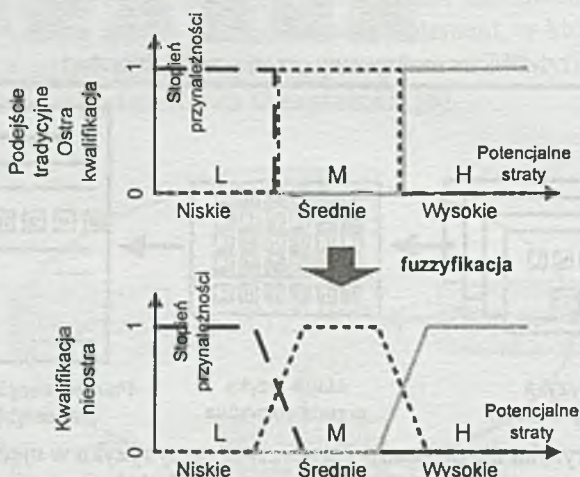 Podejście
tradycyjne
Ostra
kwalifikacja
Stopień
przynależności
1
0
L
M
H
Potencjalne
straty
Niskie
Średnie
Wysokie
fuzzyfikacja
Kwalifikacja
nieostra
Stopień
przynależności
1
0
L
M
H
Potencjalne
straty
Niskie
Średnie
Wysokie